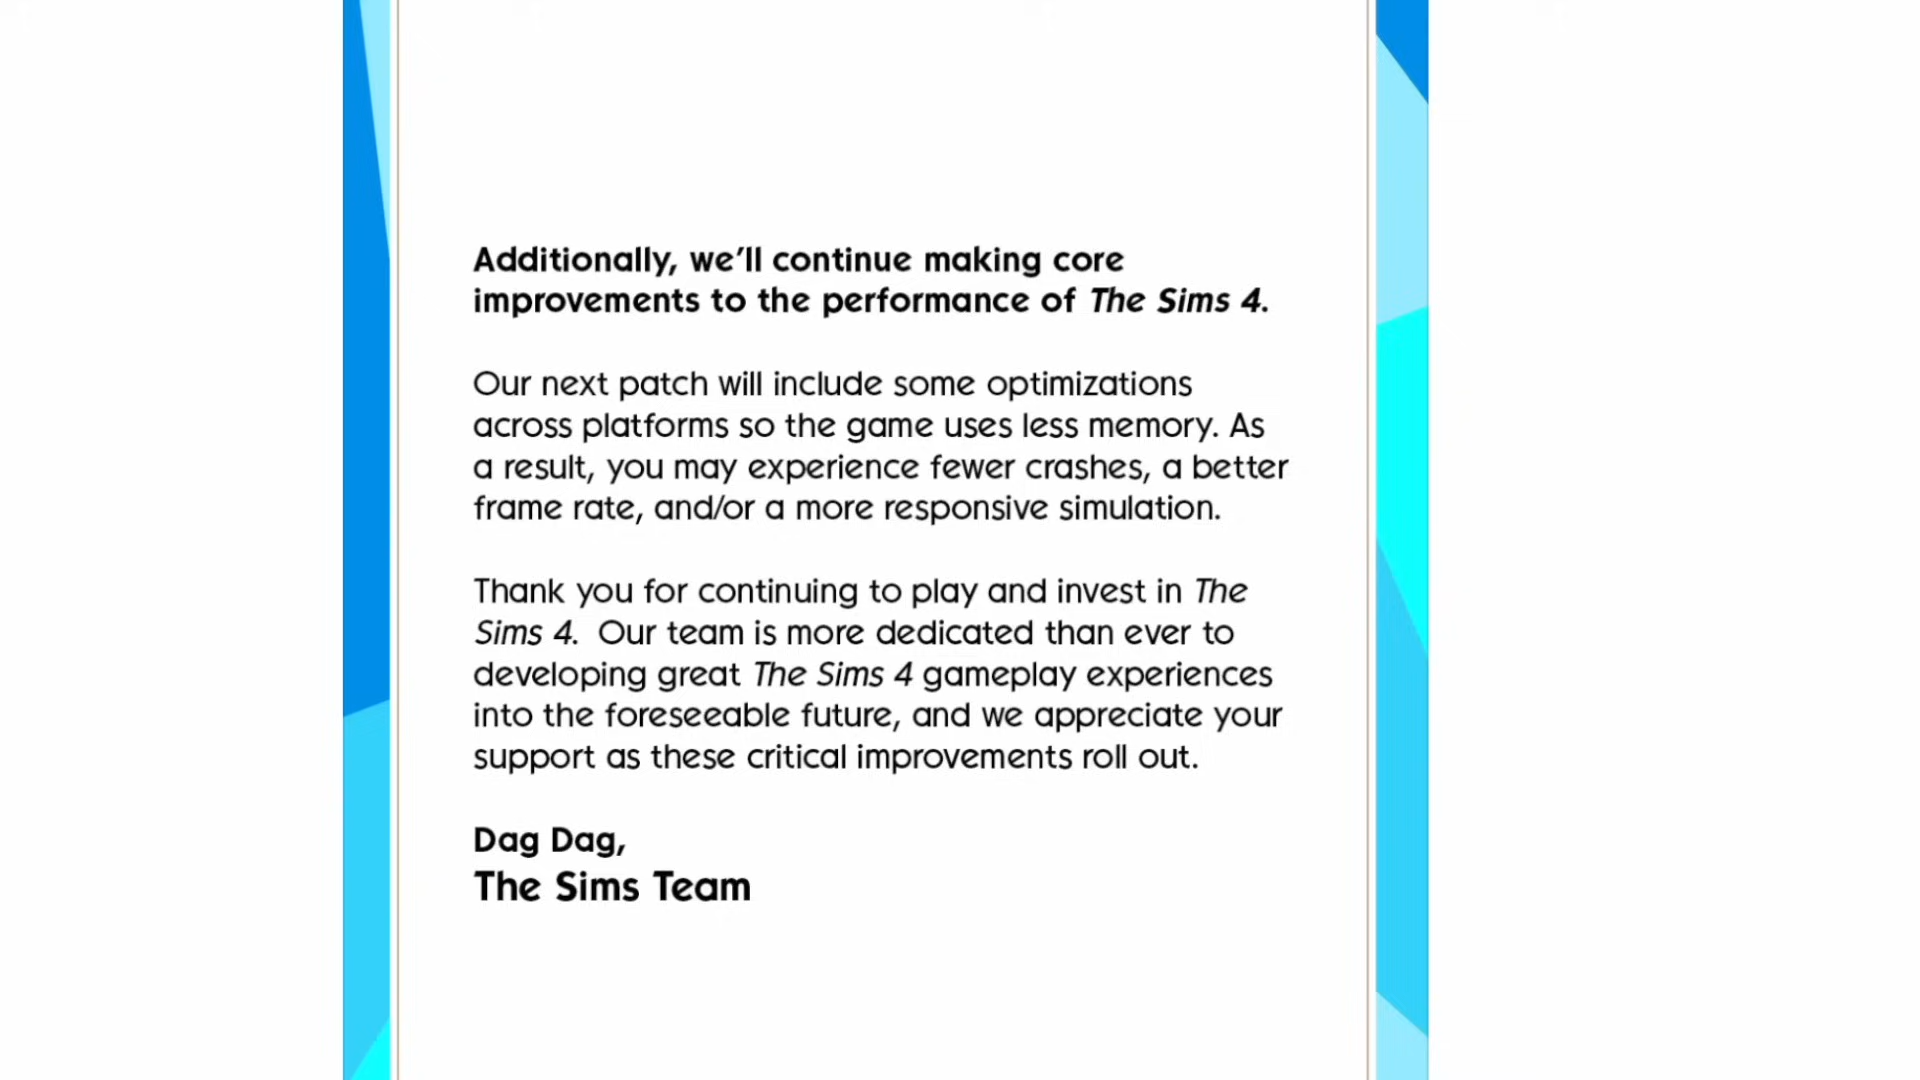 Additionally, we’ll continue making core
improvements to the performance of The Sims 4.
Our next patch will include some optimizations
across platforms so the game uses less memory. As
a result, you may experience fewer crashes, a better
frame rate, and/or a more responsive simulation.
Thank you for continuing to play and invest in The
Sims 4.  Our team is more dedicated than ever to
developing great The Sims 4 gameplay experiences
into the foreseeable future, and we appreciate your
support as these critical improvements roll out.
Dag Dag,
The Sims Team